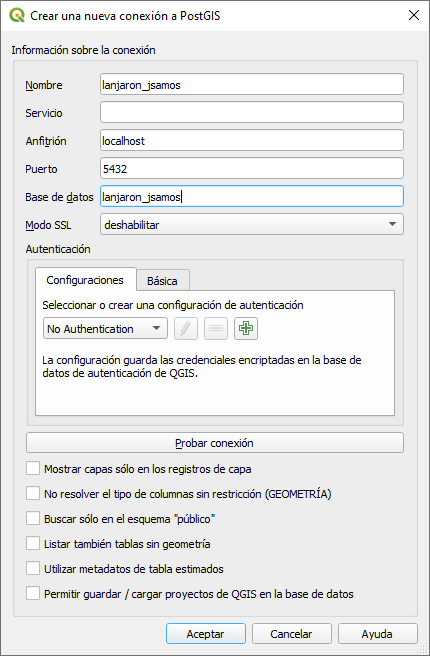 Crear una nueva conexión a PostGIS
Información sobre la conexión
Nombre lanjaron_jsamos
Servicio
Anfitrión localhost
Puerto 5432
Base de datos lanjaron_jsamos
Modo SSL deshabilitar
Autenticación
Configuraciones Básica
Seleccionar o crear una configuración de autenticación
No Authentication
La configuración guarda las credenciales encriptadas en la base de
datos de autenticación de QGIS.
Probar conexión
Mostrar capas sólo en los registros de capa
No resolver el tipo de columnas sin restricción (GEOMETRÍA)
Buscar sólo en el esquema "público"
Listar también tablas sin geometría
Utilizar metadatos de tabla estimados
Permitir guardar / cargar proyectos de QGIS en la base de datos
Aceptar Cancelar Ayuda